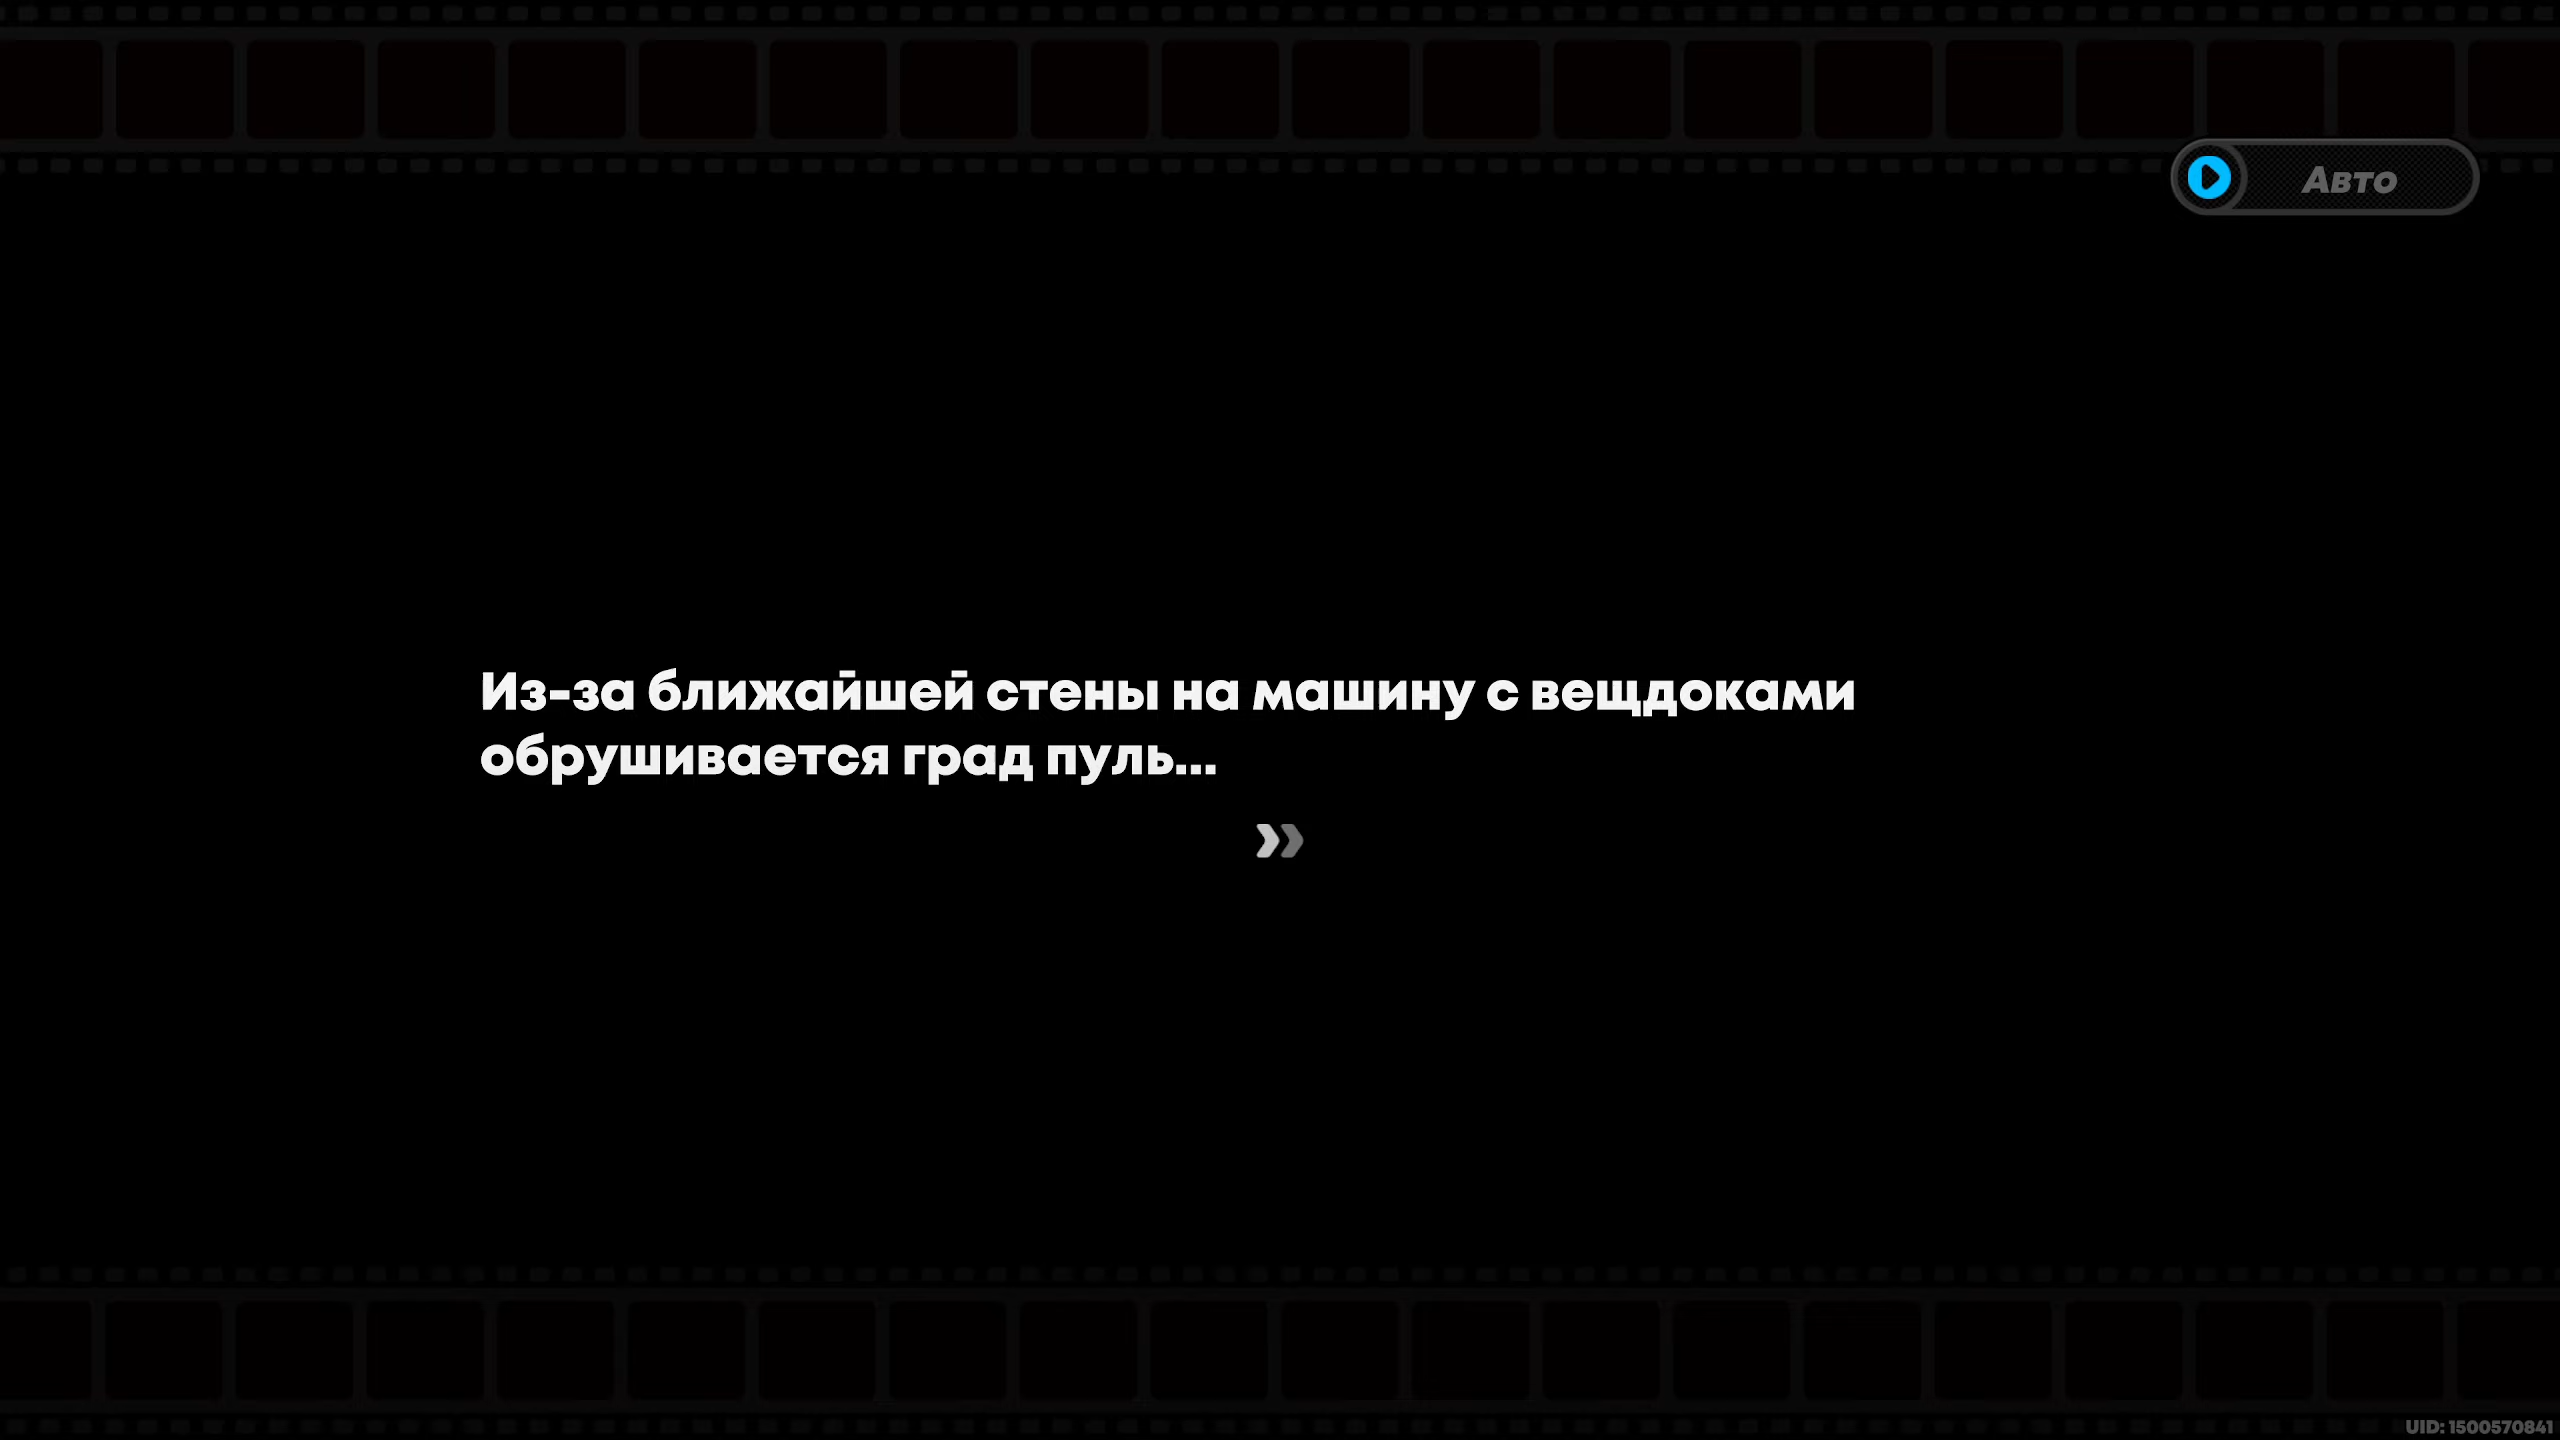 Авто
Из-за ближайшей стены на машину с вещдоками
обрушивается град пуль...
UID: 1500570841